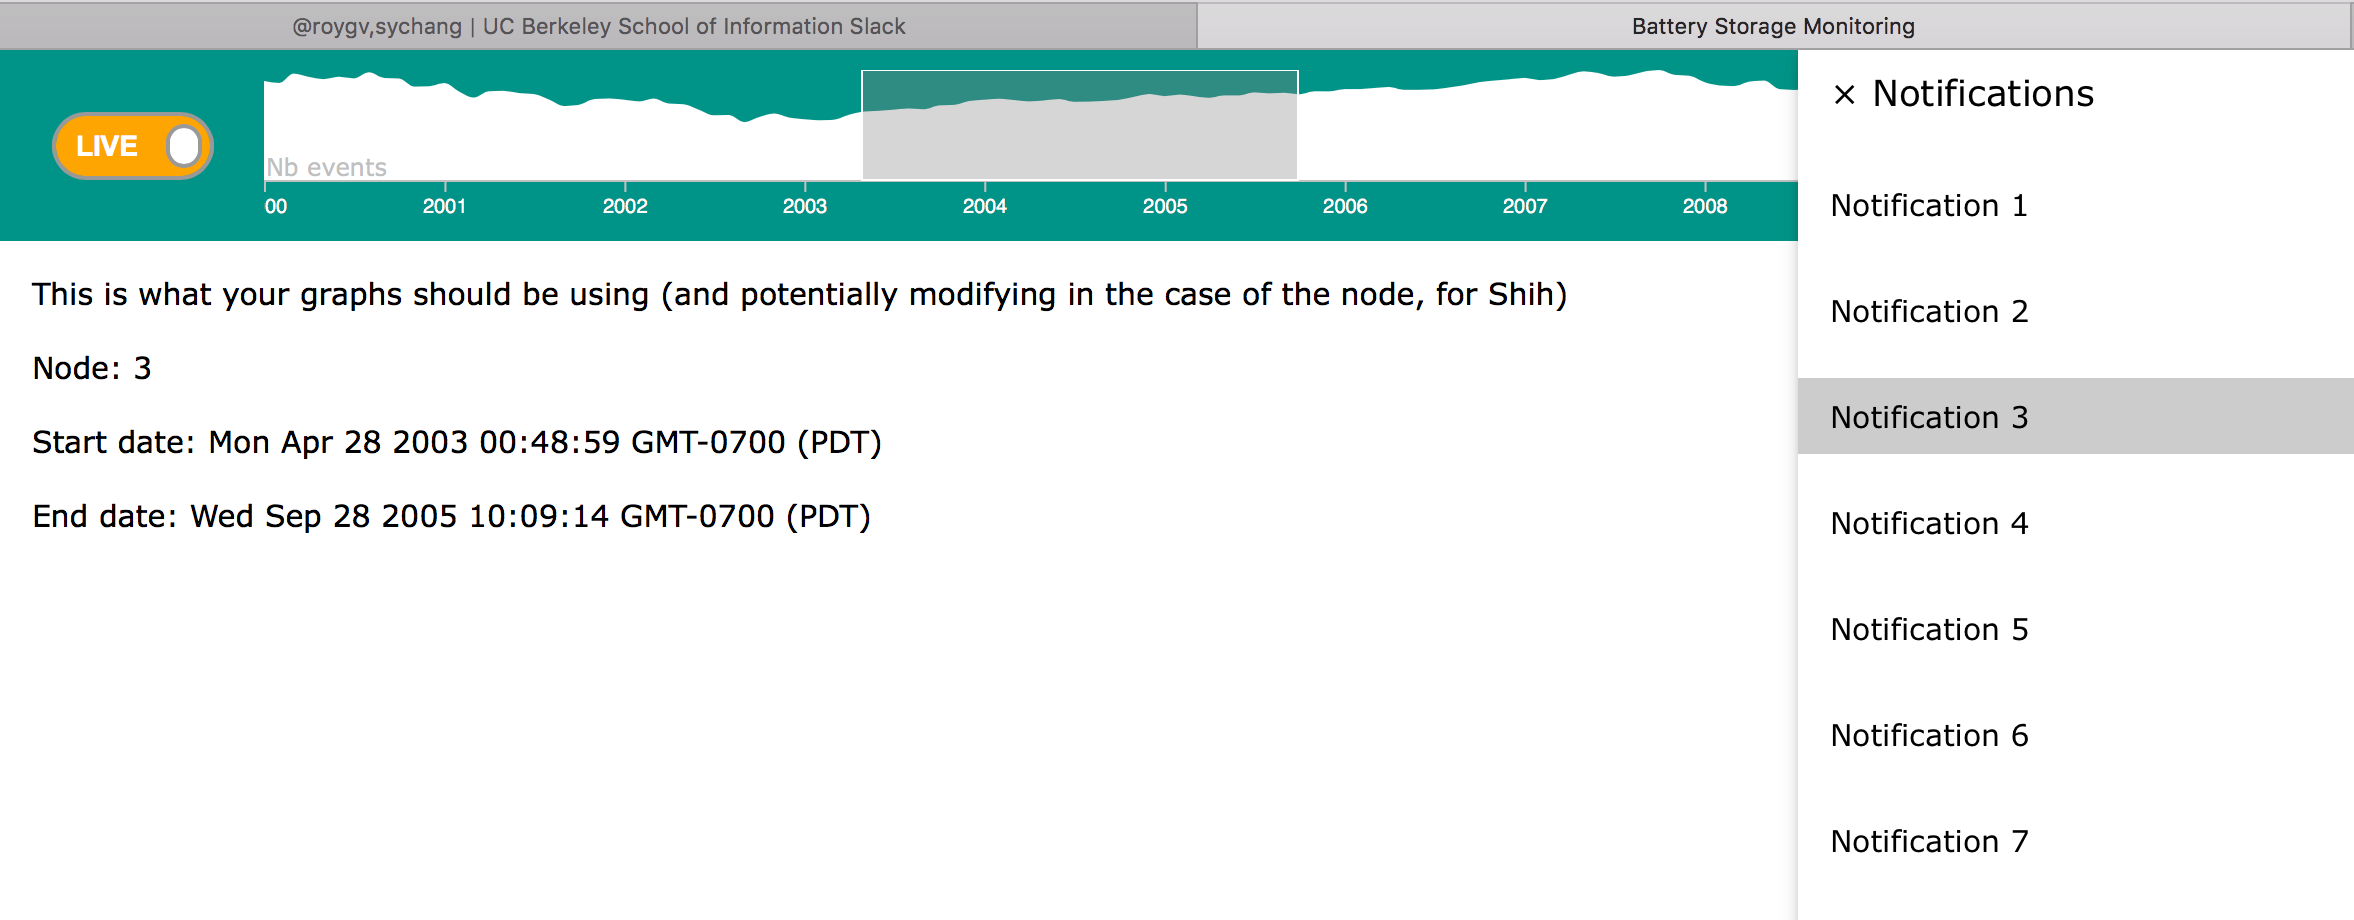 @roygv,sychang | UC Berkeley School of Information Slack
Battery Storage Monitoring
LIVE
Nb events
00 2001 2002 2003 2004 2005 2006 2007 2008
This is what your graphs should be using (and potentially modifying in the case of the node, for Shih)
Node: 3
Start date: Mon Apr 28 2003 00:48:59 GMT-0700 (PDT)
End date: Wed Sep 28 2005 10:09:14 GMT-0700 (PDT)
× Notifications
Notification 1
Notification 2
Notification 3
Notification 4
Notification 5
Notification 6
Notification 7